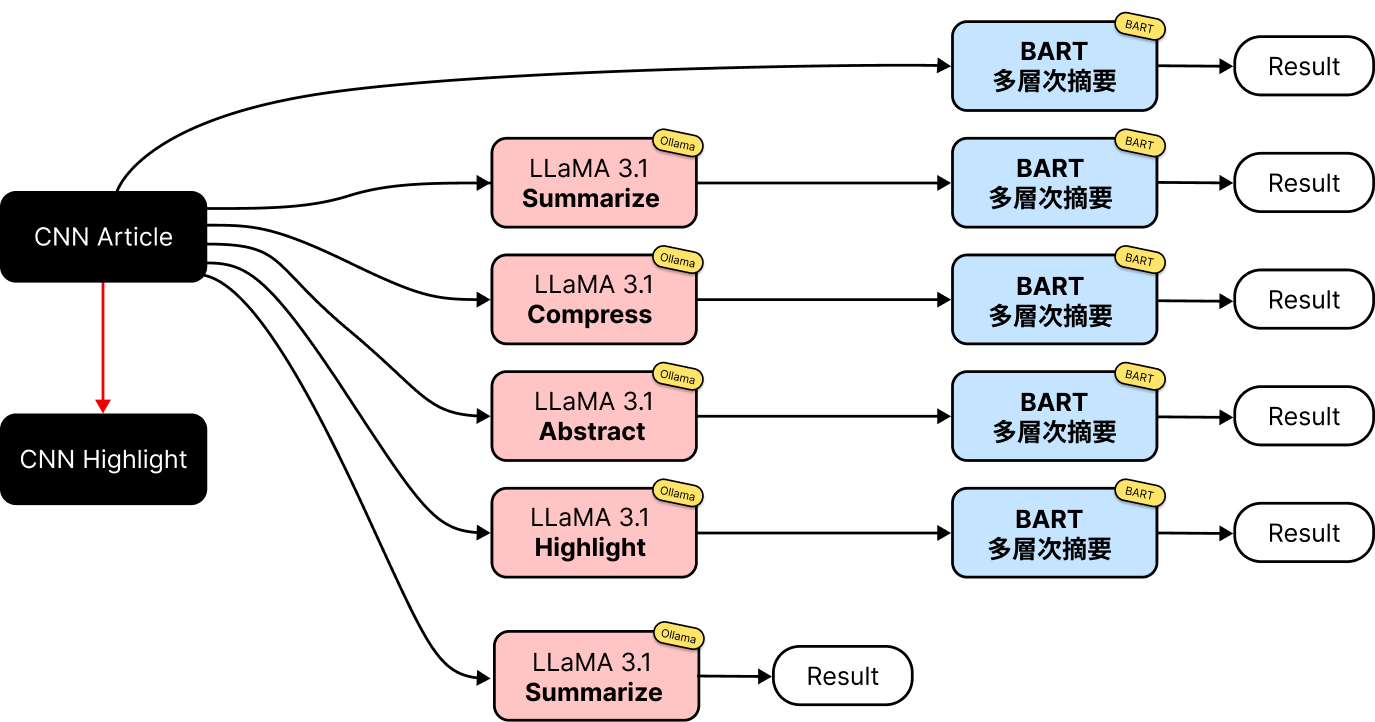 BART
BART
多層次摘要
Result
Ollama
LLaMA 3.1
Summarize
BART
BART
多層次摘要
Result
CNN Article
Ollama
LLaMA 3.1
Compress
BART
BART
多層次摘要
Result
Ollama
LLaMA 3.1
Abstract
BART
BART
多層次摘要
Result
CNN Highlight
Ollama
LLaMA 3.1
Highlight
BART
BART
多層次摘要
Result
Ollama
LLaMA 3.1
Summarize
Result